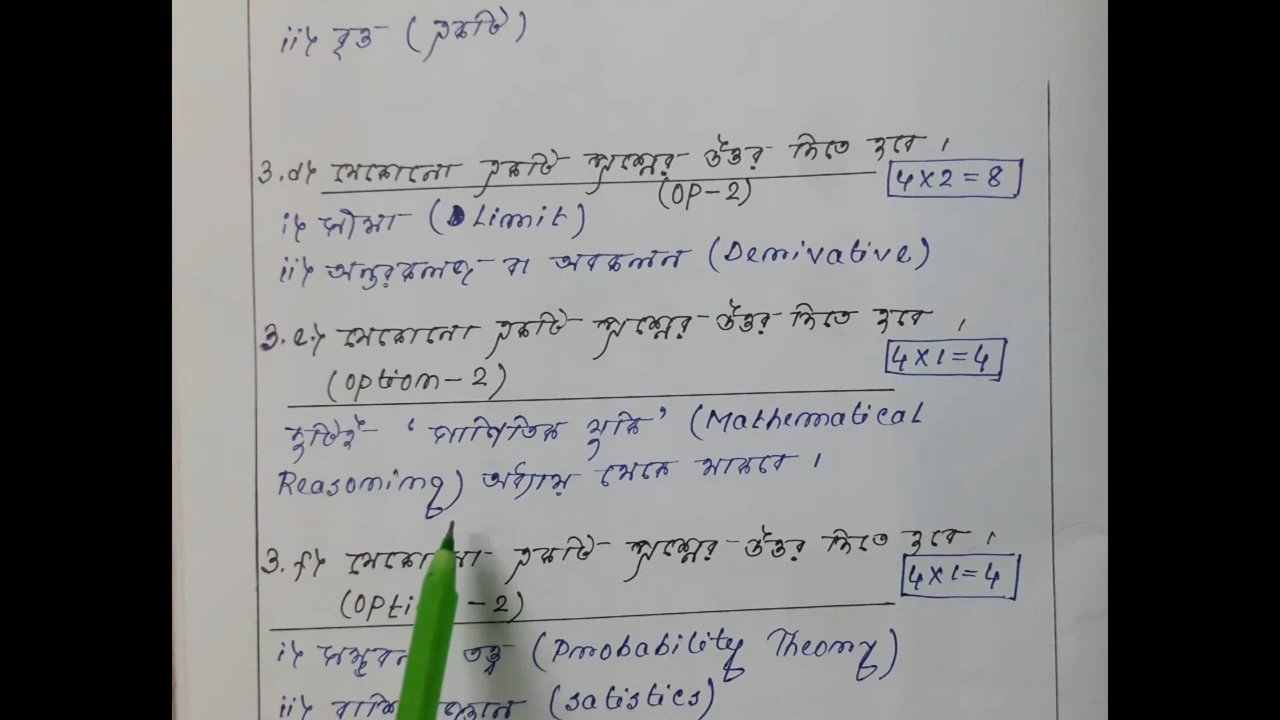 ii> বৃত্ত (একটি)
3.d> যেকোনো একটি প্রশ্নের উত্তর দিতে হবে।
(OP-2)
4×2=8
i> সীমা (Limit)
ii> অন্তরকলজ বা অবকলন (Derivative)
3.e.> যেকোনো একটি প্রশ্নের উত্তর দিতে হবে।
(Option-2)
4×1=4
দুটিই 'গাণিতিক যুক্তি' (Mathematical
Reasoning) অধ্যায় থেকে থাকবে।
3.f> একটি প্রশ্নের উত্তর দিতে হবে।
-2)
4×1=4
i> তত্ত্ব (Probability Theory)
ii> (Satistics)